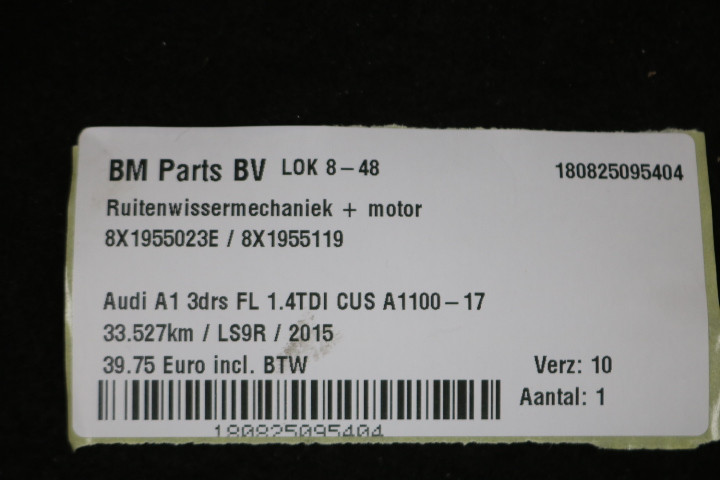 BM Parts BV LOK 8-48 180825095404
Ruitenwissermechaniek + motor
8X1955023E / 8X1955119
Audi A1 3drs FL 1.4TDI CUS A1100-17
33.527km / LS9R / 2015
39.75 Euro incl. BTW Verz: 10
Aantal: 1
180825095404